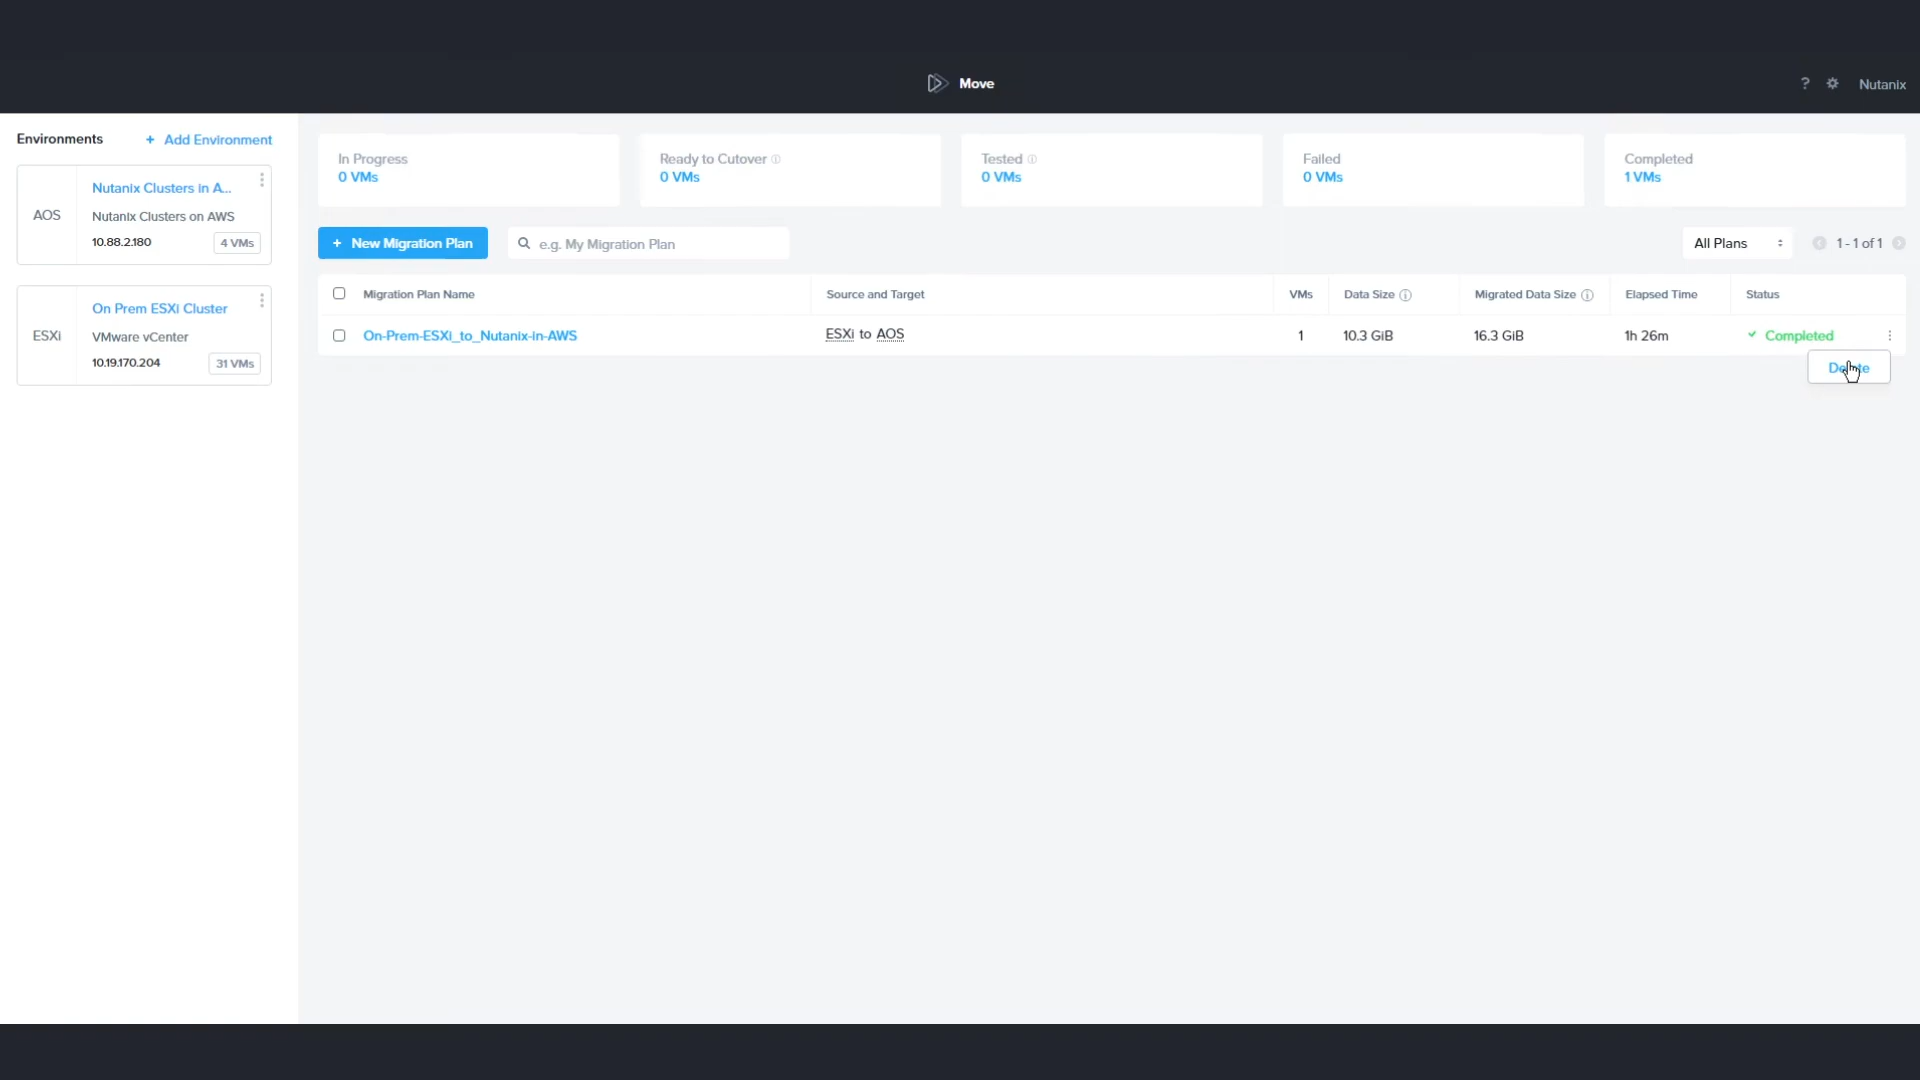 Move
? Nutanix
Environments
+ Add Environment
AOS
Nutanix Clusters in A...
Nutanix Clusters on AWS
10.88.2.180
4 VMs
ESXi
On Prem ESXi Cluster
VMware vCenter
10.19.170.204
31 VMs
In Progress
0 VMs
Ready to Cutover
0 VMs
Tested
0 VMs
Failed
0 VMs
Completed
1 VMs
+ New Migration Plan
e.g. My Migration Plan
All Plans
1 - 1 of 1
Migration Plan Name Source and Target VMs Data Size Migrated Data Size Elapsed Time Status
On-Prem-ESXi_to_Nutanix-in-AWS ESXi to AOS 1 10.3 GiB 16.3 GiB 1h 26m Completed